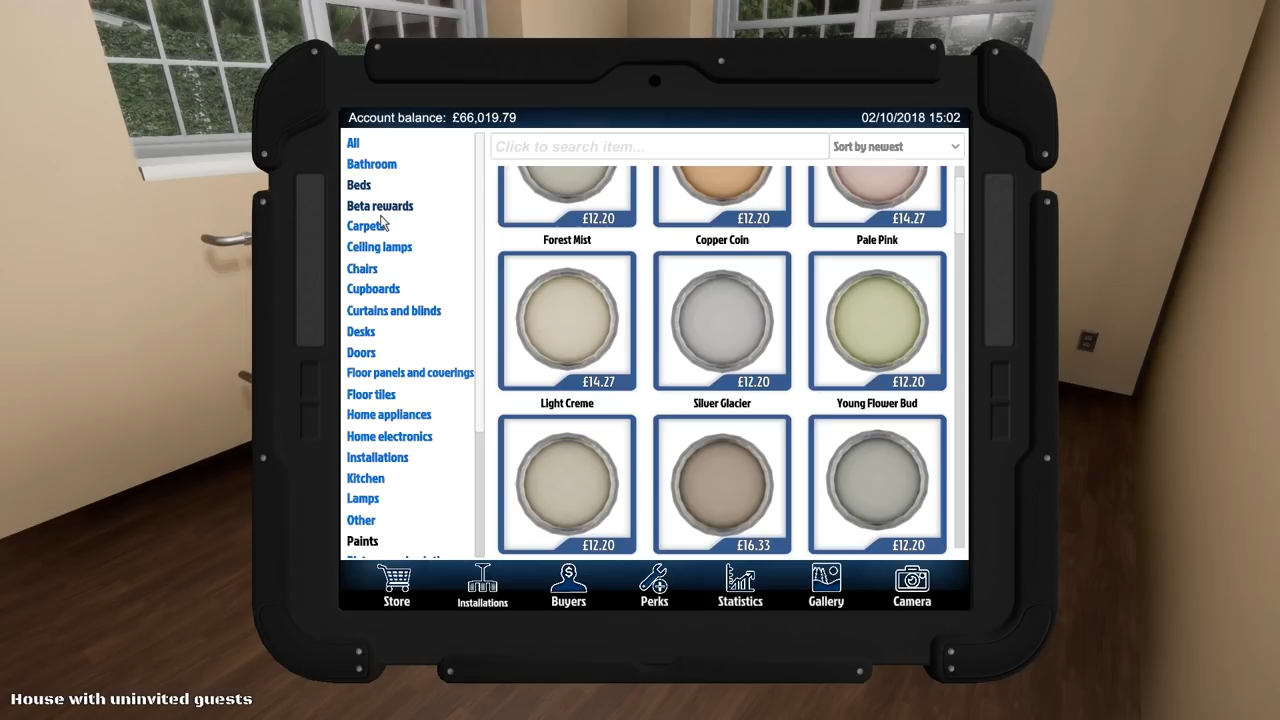 Account balance: £66,019.79
02/10/2018 15:02
All
Bathroom
Beds
Beta rewards
Carpets
Ceiling lamps
Chairs
Cupboards
Curtains and blinds
Desks
Doors
Floor panels and coverings
Floor tiles
Home appliances
Home electronics
Installations
Kitchen
Lamps
Other
Paints
Click to search item...
Sort by newest
£12.20 £12.20 £14.27
Forest Mist Copper Coin Pale Pink
£14.27 £12.20 £12.20
Light Creme Silver Glacier Young Flower Bud
£12.20 £16.33 £12.20
Store Installations Buyers Perks Statistics Gallery Camera
House with uninvited guests